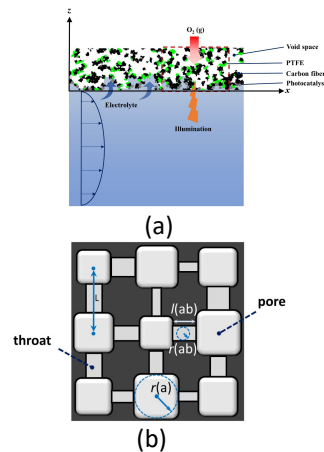 z
O₂ (g)
Void space
PTFE
Carbon fiber
Photocatalyst
x
Electrolyte
Illumination
(a)
L
l(ab)
pore
r(ab)
throat
r(a)
(b)